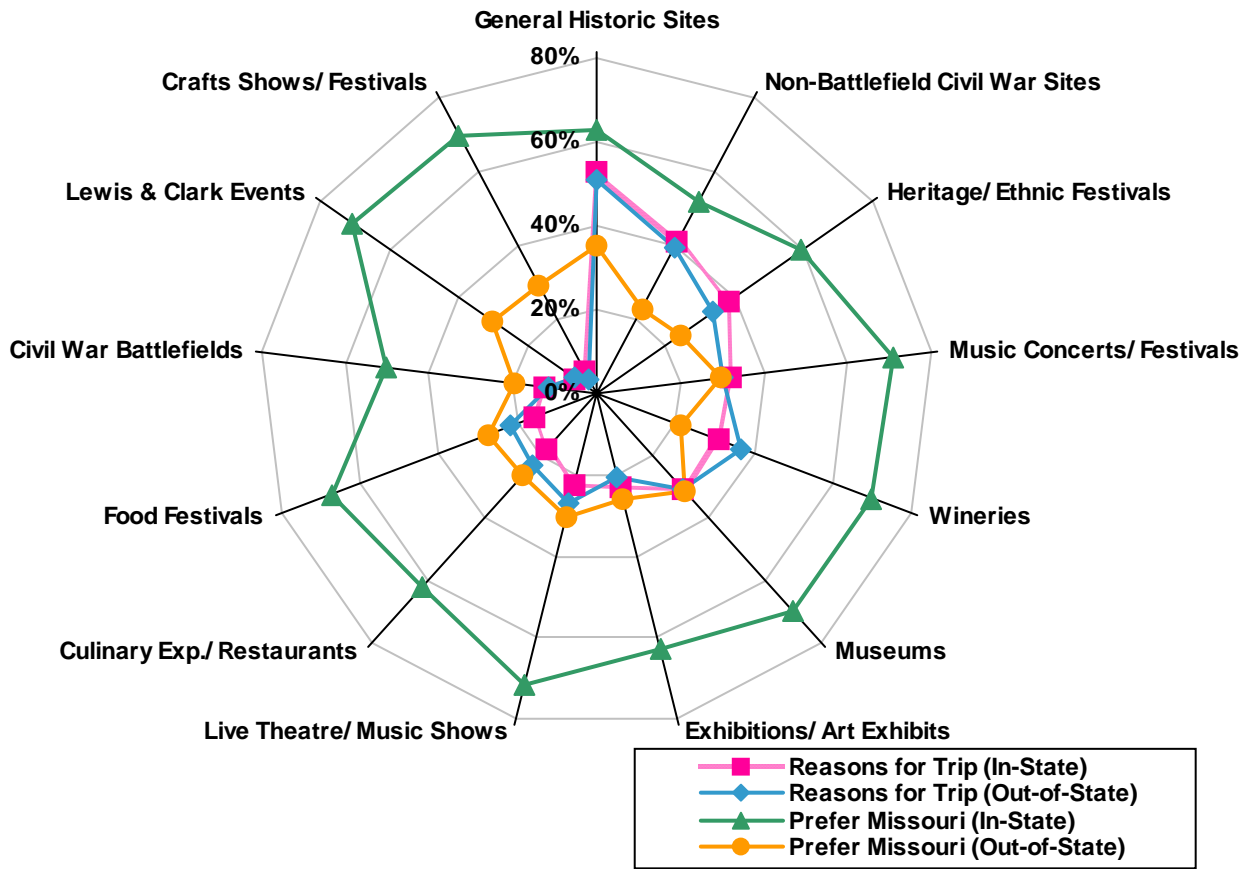 General Historic Sites
80%
Crafts Shows/ Festivals
Non-Battlefield Civil War Sites
60%
Lewis & Clark Events
Heritage/ Ethnic Festivals
40%
20%
Civil War Battlefields
Music Concerts/ Festivals
0%
Food Festivals
Wineries
Culinary Exp./ Restaurants
Museums
Live Theatre/ Music Shows
Exhibitions/ Art Exhibits
Reasons for Trip (In-State)
Reasons for Trip (Out-of-State)
Prefer Missouri (In-State)
Prefer Missouri (Out-of-State)